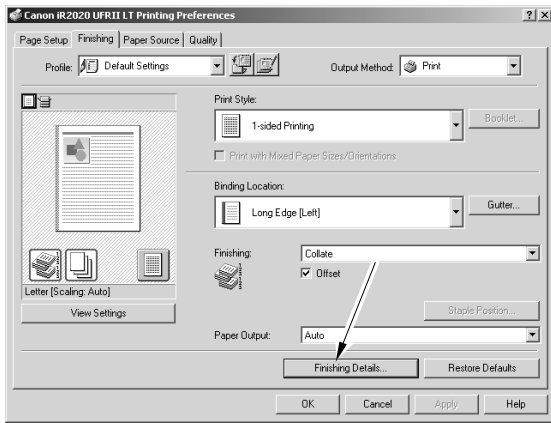 Canon iR2020 UFRII LT Printing Preferences
Page Setup Finishing Paper Source Quality
Profile: Default Settings Output Method: Print
Print Style:
1-sided Printing Booklet...
Print with Mixed Paper Sizes/Orientations
Binding Location:
Long Edge [Left] Gutter...
Finishing: Collate
Offset
Letter [Scaling: Auto]
Staple Position...
View Settings
Paper Output: Auto
Finishing Details... Restore Defaults
OK Cancel Apply Help